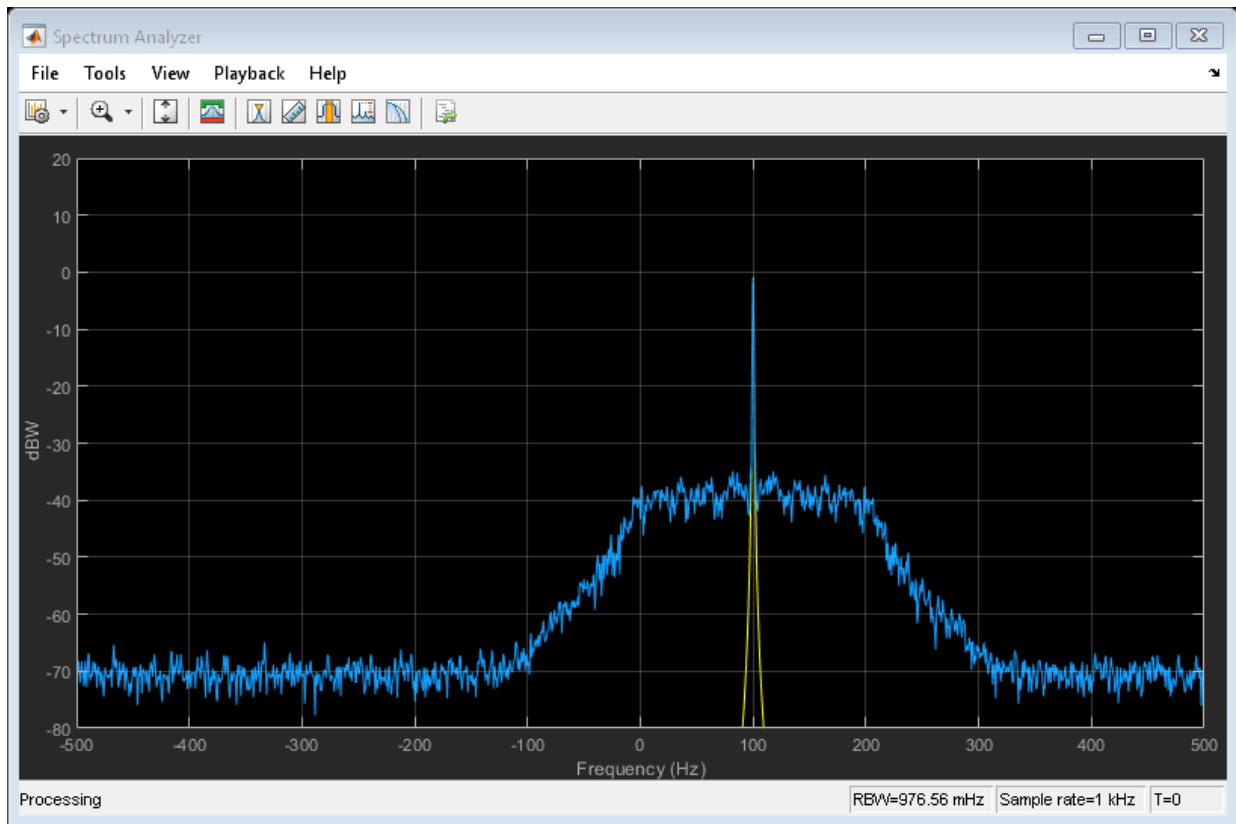 Spectrum Analyzer
File Tools View Playback Help
20
10
0
-10
-20
-30
-40
-50
-60
-70
-80
dBW
-500 -400 -300 -200 -100 0 100 200 300 400 500
Frequency (Hz)
Processing RBW=976.56 mHz Sample rate=1 kHz T=0